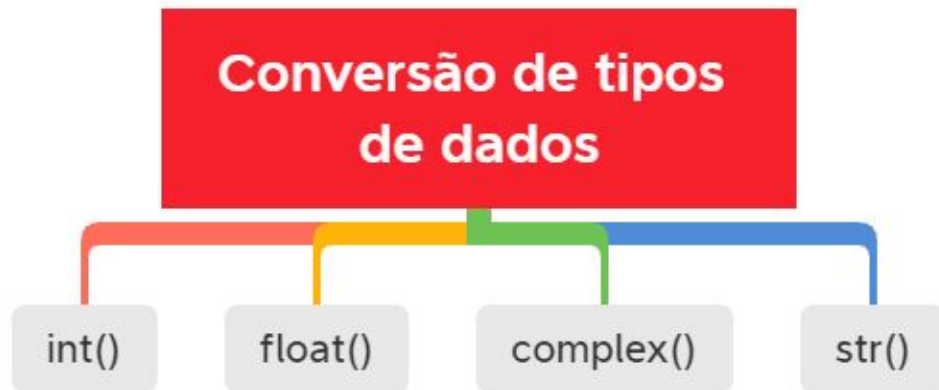 Conversão de tipos
de dados
int() float() complex() str()